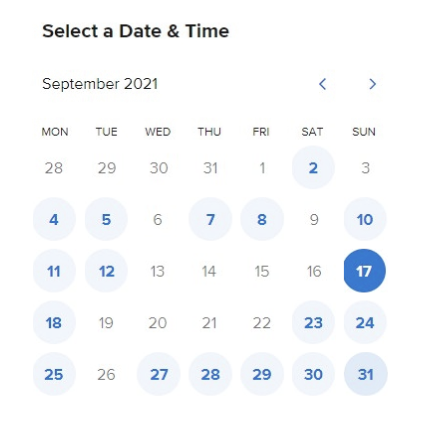 Select a Date & Time
September 2021
MON TUE WED THU FRI SAT SUN
28 29 30 31 1 2 3
4 5 6 7 8 9 10
11 12 13 14 15 16 17
18 19 20 21 22 23 24
25 26 27 28 29 30 31